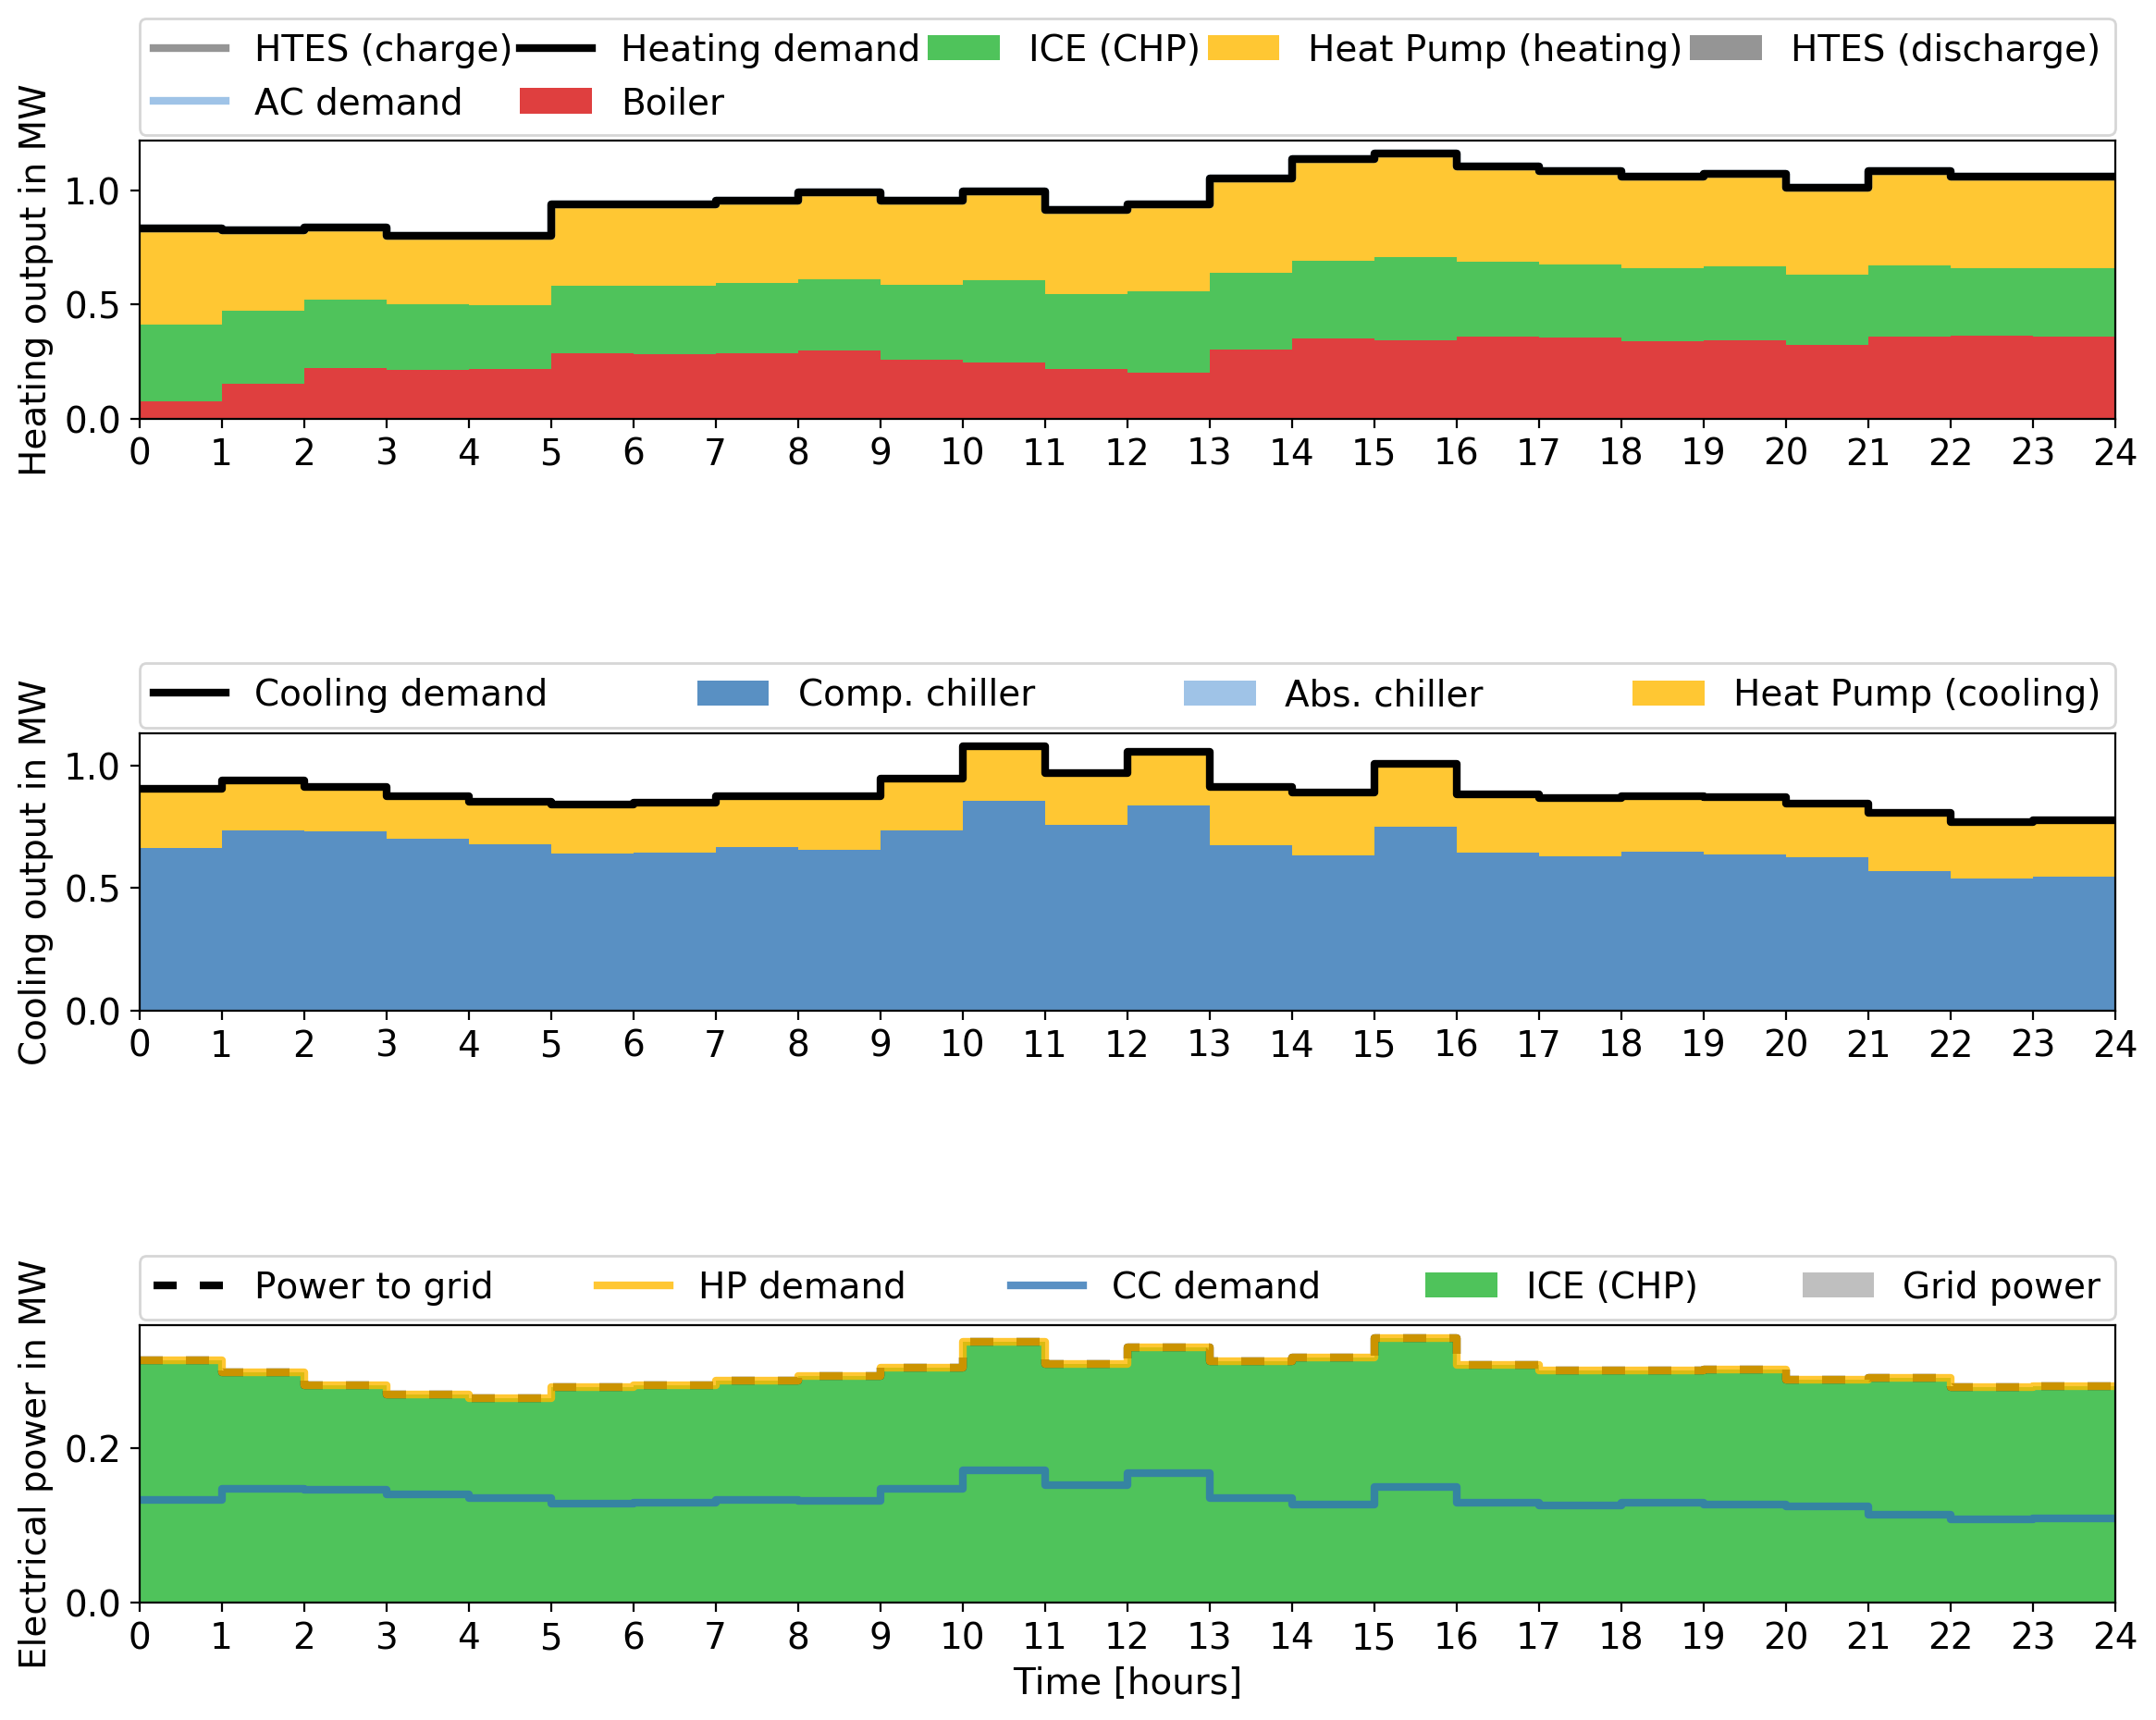 HTES (charge) Heating demand ICE (CHP) Heat Pump (heating) HTES (discharge)
AC demand Boiler
Heating output in MW
1.0
0.5
0.0
0 1 2 3 4 5 6 7 8 9 10 11 12 13 14 15 16 17 18 19 20 21 22 23 24
Cooling demand Comp. chiller Abs. chiller Heat Pump (cooling)
Cooling output in MW
1.0
0.5
0.0
0 1 2 3 4 5 6 7 8 9 10 11 12 13 14 15 16 17 18 19 20 21 22 23 24
Power to grid HP demand CC demand ICE (CHP) Grid power
Electrical power in MW
0.2
0.0
0 1 2 3 4 5 6 7 8 9 10 11 12 13 14 15 16 17 18 19 20 21 22 23 24
Time [hours]